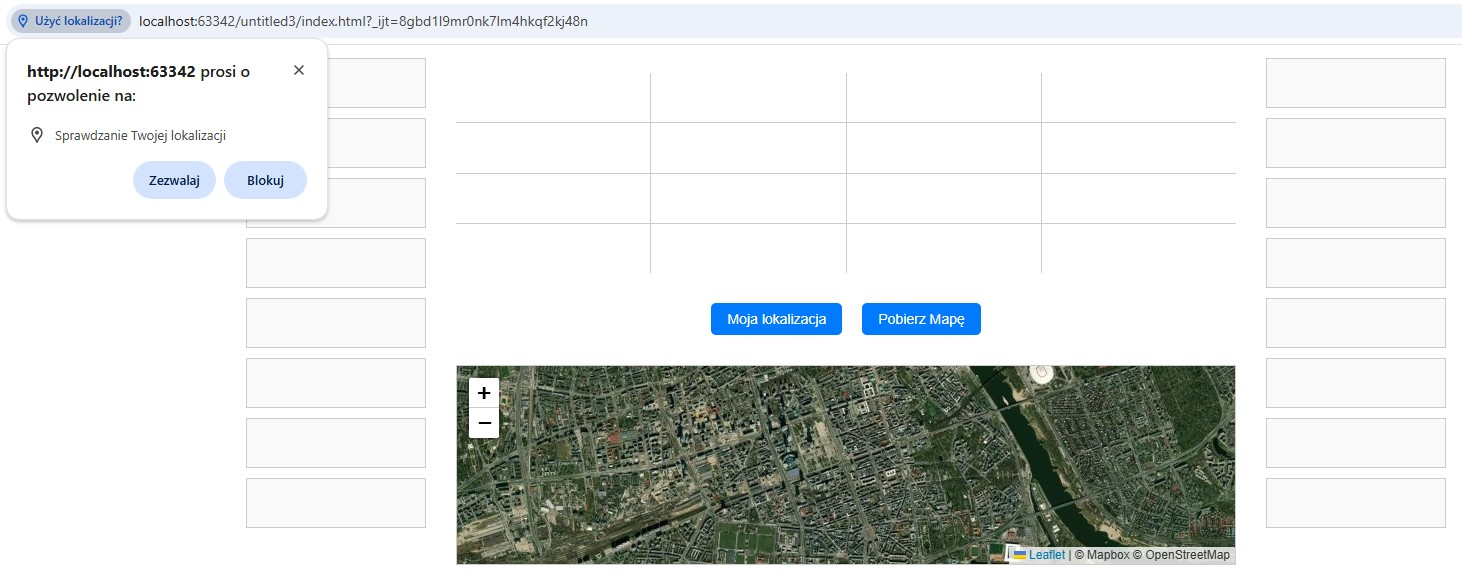 Użyć lokalizacji?
localhost:63342/untitled3/index.html?_ijt=8gbd1l9mr0nk7lm4hkqf2kj48n
http://localhost:63342 prosi o
pozwolenie na:
Sprawdzanie Twojej lokalizacji
Zezwalaj Blokuj
Moja lokalizacja Pobierz Mapę
+
−
Leaflet | © Mapbox © OpenStreetMap